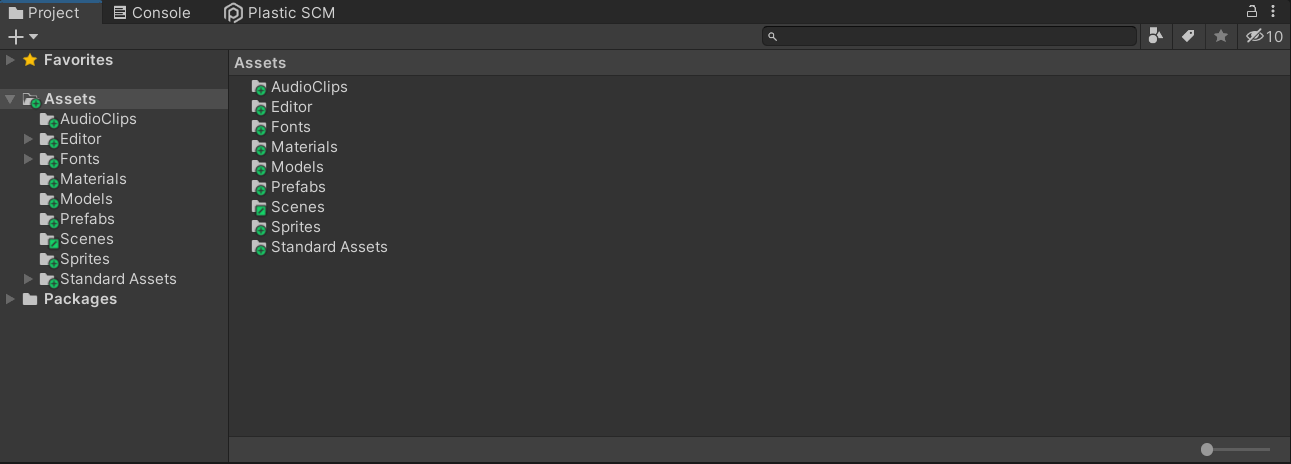 Project Console Plastic SCM
10
Favorites
Assets
AudioClips
Editor
Fonts
Materials
Models
Prefabs
Scenes
Sprites
Standard Assets
Packages
Assets
AudioClips
Editor
Fonts
Materials
Models
Prefabs
Scenes
Sprites
Standard Assets